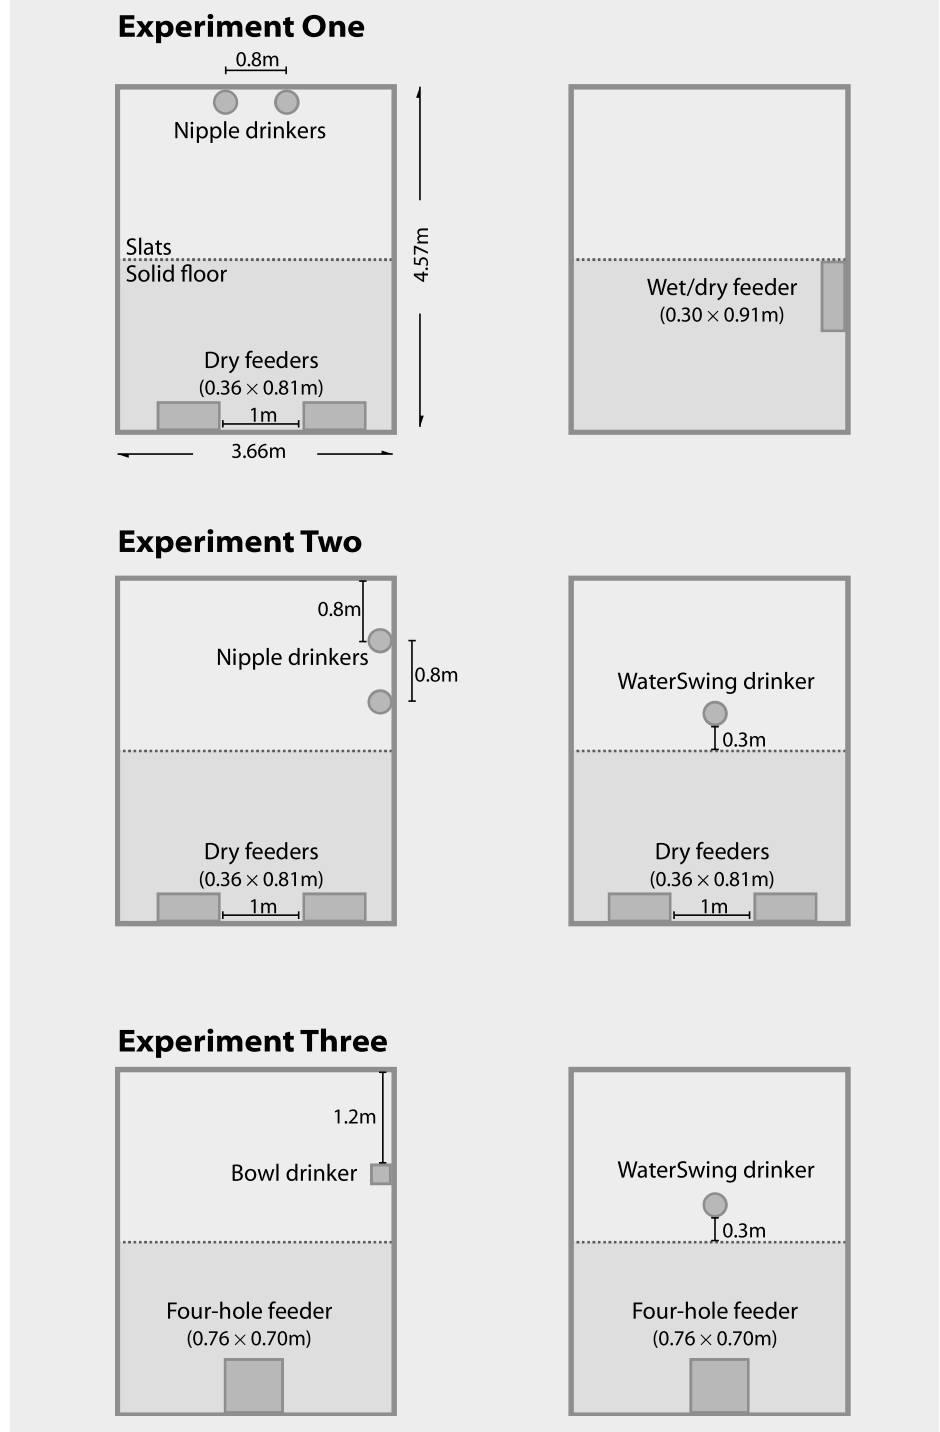 Experiment One
0.8m
Nipple drinkers
Slats
Solid floor
4.57m
Dry feeders
(0.36 × 0.81m)
1m
3.66m
Wet/dry feeder
(0.30 × 0.91m)
Experiment Two
0.8m
Nipple drinkers
0.8m
Dry feeders
(0.36 × 0.81m)
1m
WaterSwing drinker
0.3m
Dry feeders
(0.36 × 0.81m)
1m
Experiment Three
1.2m
Bowl drinker
Four-hole feeder
(0.76 × 0.70m)
WaterSwing drinker
0.3m
Four-hole feeder
(0.76 × 0.70m)